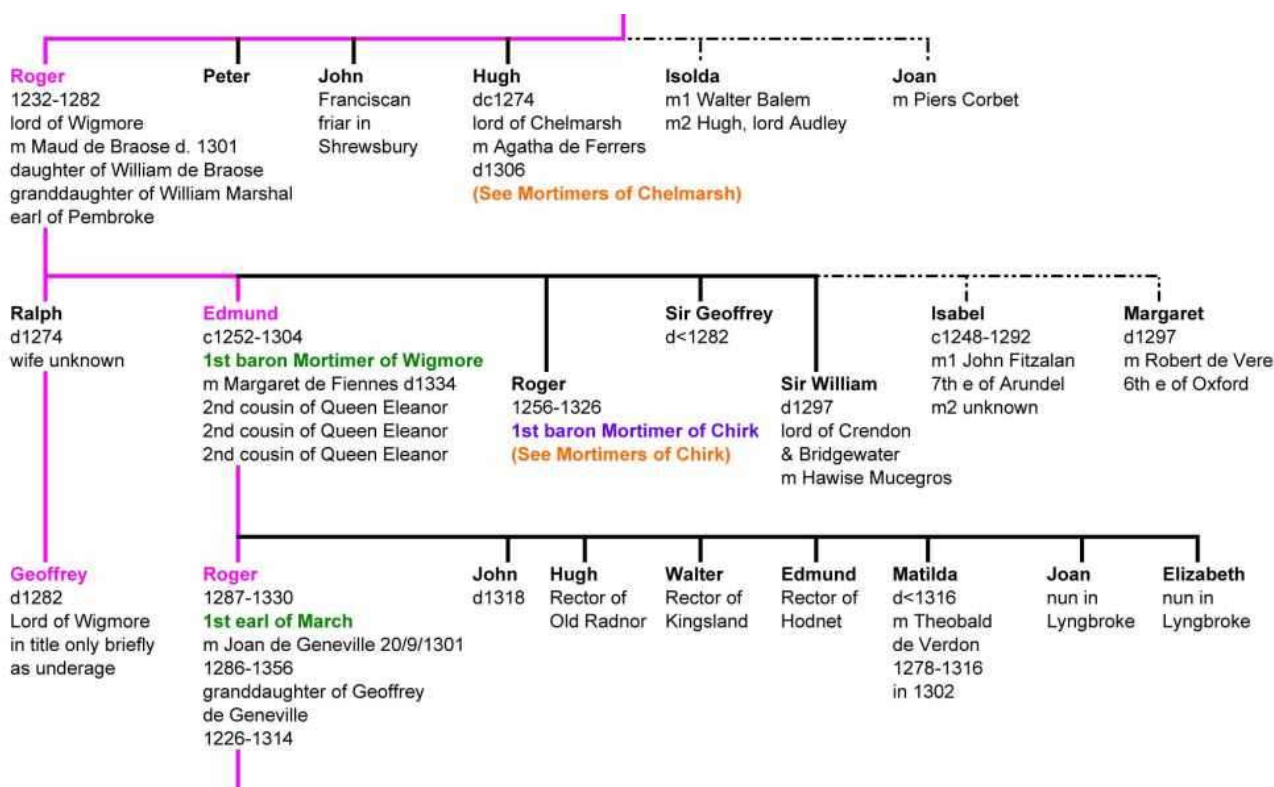 Roger
1232-1282
lord of Wigmore
m Maud de Braose d. 1301
daughter of William de Braose
granddaughter of William Marshal
earl of Pembroke
Peter
John
Franciscan
friar in
Shrewsbury
Hugh
dc1274
lord of Chelmarsh
m Agatha de Ferrers
d1306
(See Mortimers of Chelmarsh)
Isolda
m1 Walter Balem
m2 Hugh, lord Audley
Joan
m Piers Corbet
Ralph
d1274
wife unknown
Edmund
c1252-1304
1st baron Mortimer of Wigmore
m Margaret de Fiennes d1334
2nd cousin of Queen Eleanor
2nd cousin of Queen Eleanor
2nd cousin of Queen Eleanor
Roger
1256-1326
1st baron Mortimer of Chirk
(See Mortimers of Chirk)
Sir Geoffrey
d<1282
Sir William
d1297
lord of Crendon
& Bridgewater
m Hawise Mucegros
Isabel
c1248-1292
m1 John Fitzalan
7th e of Arundel
m2 unknown
Margaret
d1297
m Robert de Vere
6th e of Oxford
Geoffrey
d1282
Lord of Wigmore
in title only briefly
as underage
Roger
1287-1330
1st earl of March
m Joan de Geneville 20/9/1301
1286-1356
granddaughter of Geoffrey
de Geneville
1226-1314
John
d1318
Hugh
Rector of
Old Radnor
Walter
Rector of
Kingsland
Edmund
Rector of
Hodnet
Matilda
d<1316
m Theobald
de Verdon
1278-1316
in 1302
Joan
nun in
Lyngbroke
Elizabeth
nun in
Lyngbroke